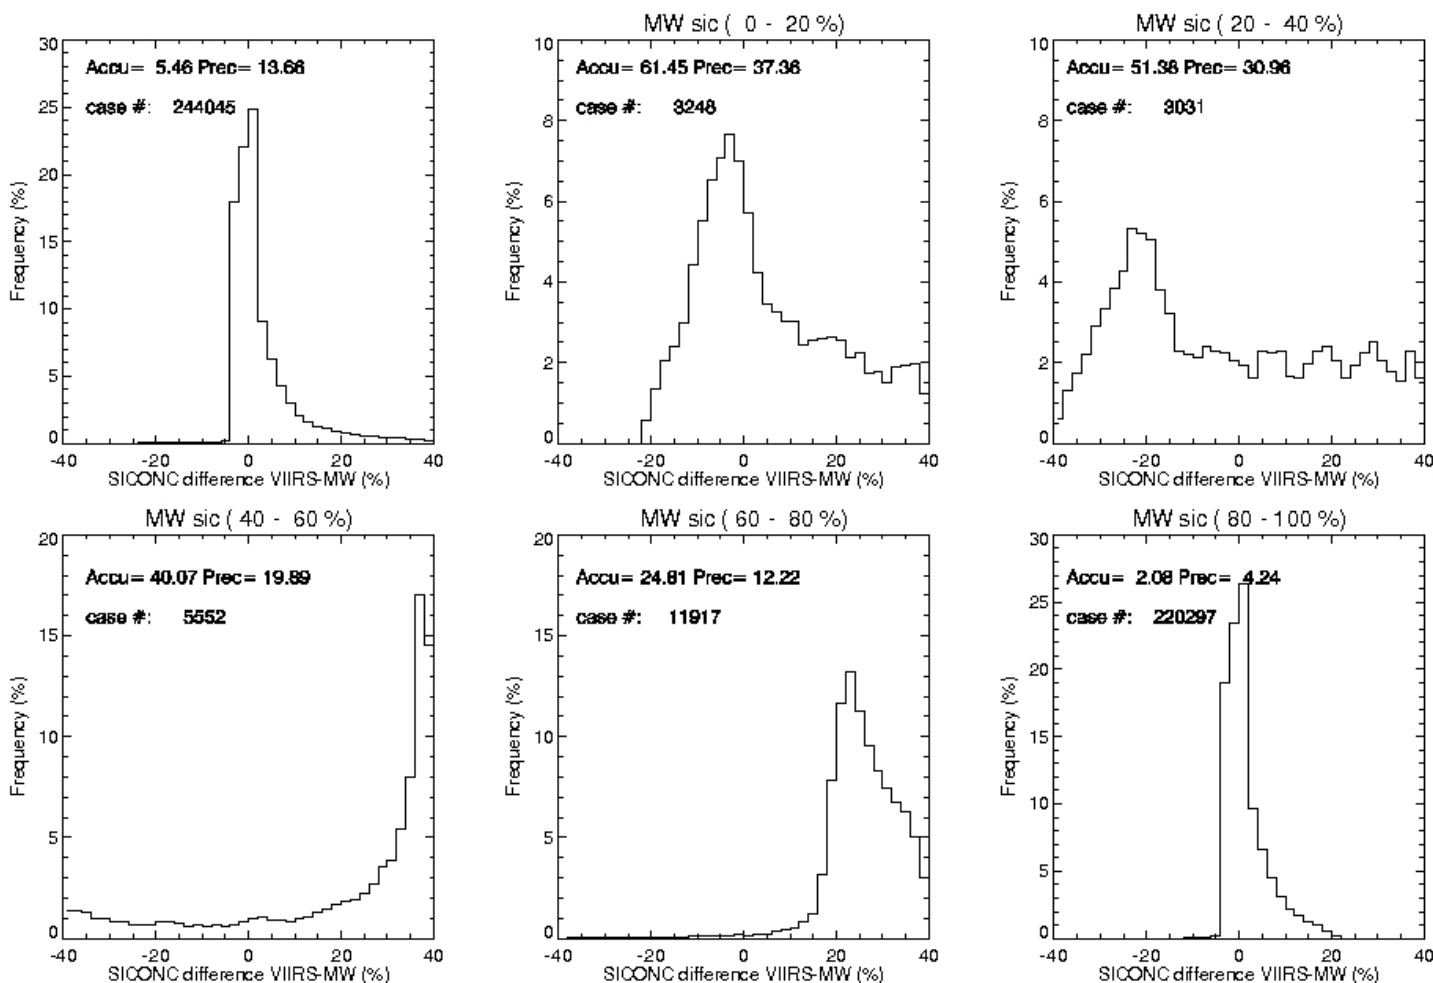 30
25
20
15
10
5
0
Frequency (%)
Accu= 5.46 Prec= 13.66
case #: 244045
-40 -20 0 20 40
SICONC difference VIIRS-MW (%)
MW sic ( 0 - 20 %)
10
8
6
4
2
0
Frequency (%)
Accu= 61.45 Prec= 37.36
case #: 3248
-40 -20 0 20 40
SICONC difference VIIRS-MW (%)
MW sic ( 20 - 40 %)
10
8
6
4
2
0
Frequency (%)
Accu= 51.38 Prec= 30.96
case #: 3031
-40 -20 0 20 40
SICONC difference VIIRS-MW (%)
MW sic ( 40 - 60 %)
20
15
10
5
0
Frequency (%)
Accu= 40.07 Prec= 19.89
case #: 5552
-40 -20 0 20 40
SICONC difference VIIRS-MW (%)
MW sic ( 60 - 80 %)
20
15
10
5
0
Frequency (%)
Accu= 24.81 Prec= 12.22
case #: 11917
-40 -20 0 20 40
SICONC difference VIIRS-MW (%)
MW sic ( 80 - 100 %)
30
25
20
15
10
5
0
Frequency (%)
Accu= 2.08 Prec= 4.24
case #: 220297
-40 -20 0 20 40
SICONC difference VIIRS-MW (%)